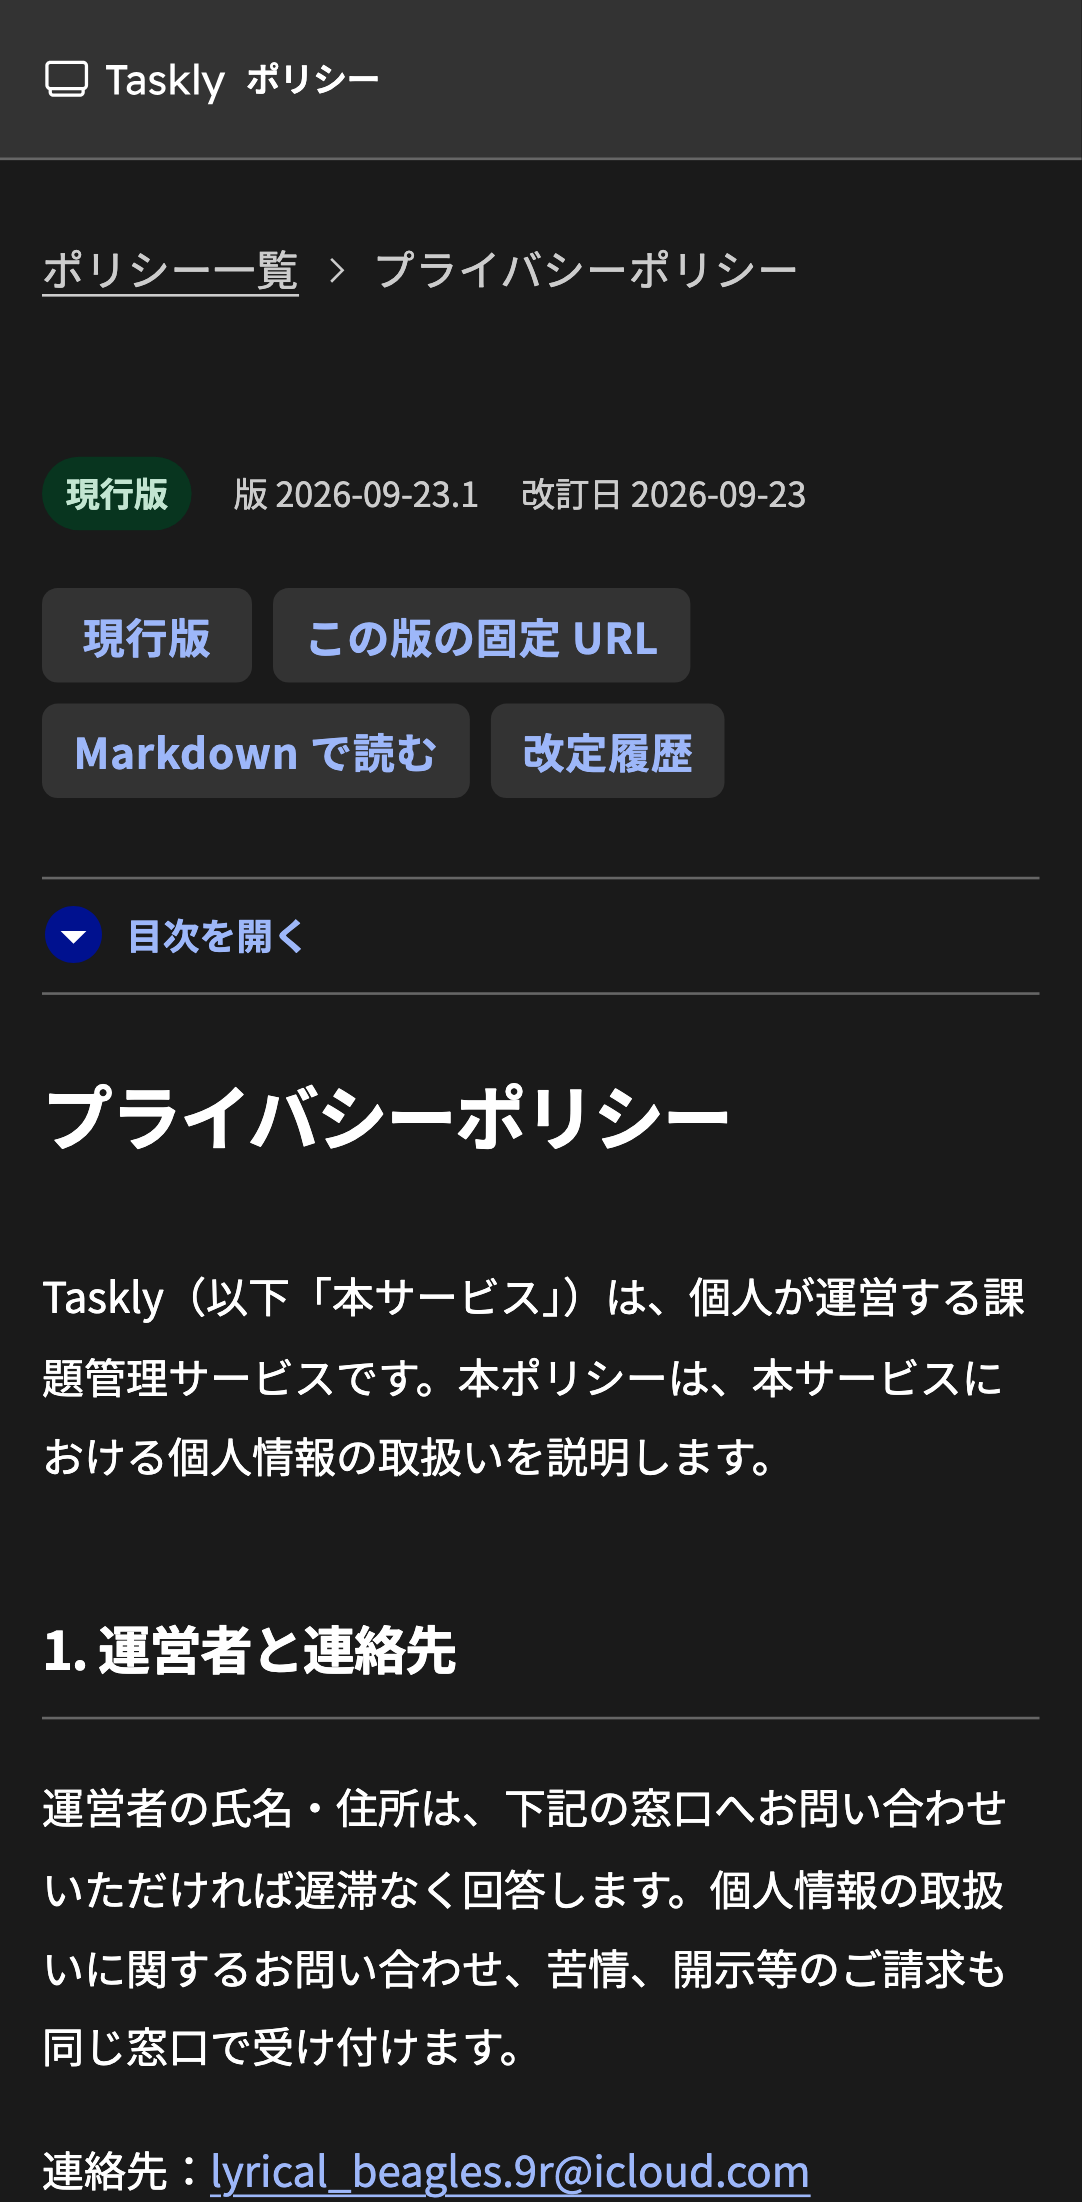 Taskly ポリシー
ポリシー一覧 > プライバシーポリシー
現行版 版 2026-09-23.1 改訂日 2026-09-23
現行版 この版の固定 URL
Markdown で読む 改定履歴
目次を開く
プライバシーポリシー
Taskly（以下「本サービス」）は、個人が運営する課
題管理サービスです。本ポリシーは、本サービスに
おける個人情報の取扱いを説明します。
1. 運営者と連絡先
運営者の氏名・住所は、下記の窓口へお問い合わせ
いただければ遅滞なく回答します。個人情報の取扱
いに関するお問い合わせ、苦情、開示等のご請求も
同じ窓口で受け付けます。
連絡先：lyrical_beagles.9r@icloud.com